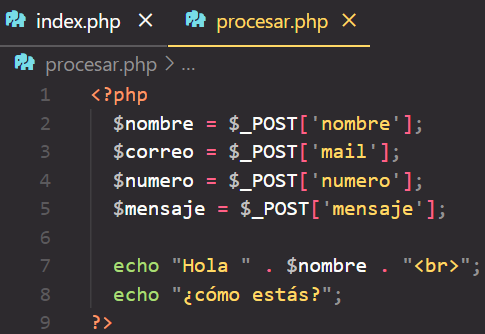 index.php × procesar.php ×
procesar.php > ...
1 <?php
2 $nombre = $_POST['nombre'];
3 $correo = $_POST['mail'];
4 $numero = $_POST['numero'];
5 $mensaje = $_POST['mensaje'];
6
7 echo "Hola " . $nombre . "<br>";
8 echo "¿cómo estás?";
9 ?>